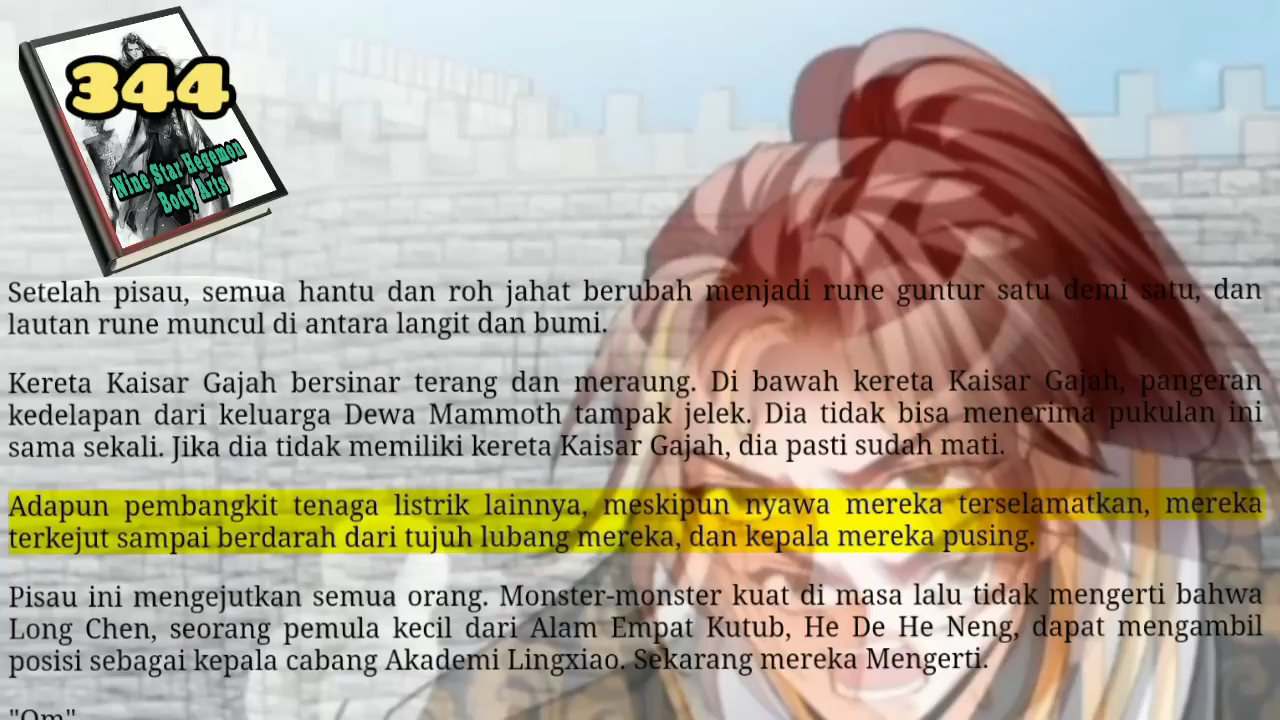 344
Nine Star Hegemon
Body Arts
Setelah pisau, semua hantu dan roh jahat berubah menjadi rune guntur satu demi satu, dan
lautan rune muncul di antara langit dan bumi.
Kereta Kaisar Gajah bersinar terang dan meraung. Di bawah kereta Kaisar Gajah, pangeran
kedelapan dari keluarga Dewa Mammoth tampak jelek. Dia tidak bisa menerima pukulan ini
sama sekali. Jika dia tidak memiliki kereta Kaisar Gajah, dia pasti sudah mati.
Adapun pembangkit tenaga listrik lainnya, meskipun nyawa mereka terselamatkan, mereka
terkejut sampai berdarah dari tujuh lubang mereka, dan kepala mereka pusing.
Pisau ini mengejutkan semua orang. Monster-monster kuat di masa lalu tidak mengerti bahwa
Long Chen, seorang pemula kecil dari Alam Empat Kutub, He De He Neng, dapat mengambil
posisi sebagai kepala cabang Akademi Lingxiao. Sekarang mereka Mengerti.
"Om"